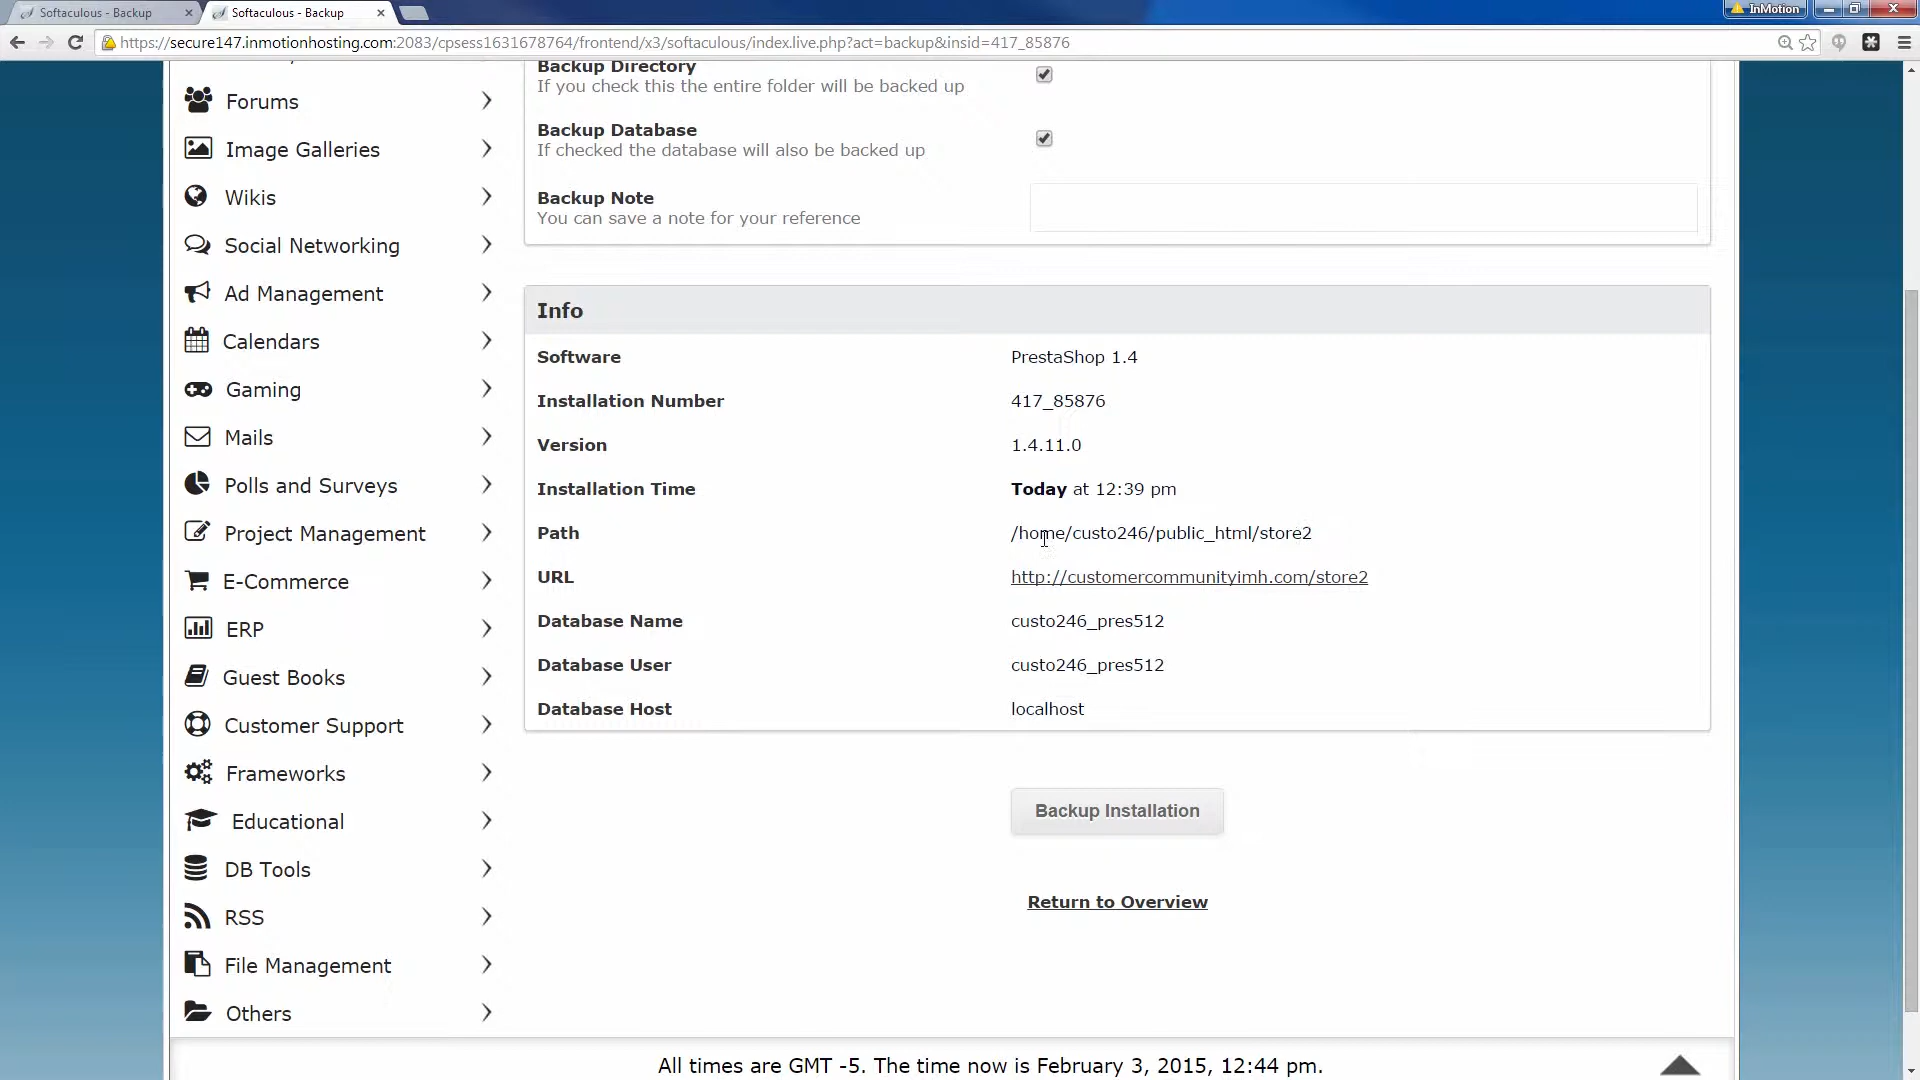 Softaculous - Backup
Softaculous - Backup
InMotion
https://secure147.inmotionhosting.com:2083/cpsess1631678764/frontend/x3/softaculous/index.live.php?act=backup&insid=417_85876
Backup Directory
If you check this the entire folder will be backed up
Forums
Backup Database
If checked the database will also be backed up
Image Galleries
Wikis
Backup Note
You can save a note for your reference
Social Networking
Ad Management
Info
Calendars
Software PrestaShop 1.4
Gaming
Installation Number 417_85876
Mails
Version 1.4.11.0
Polls and Surveys
Installation Time Today at 12:39 pm
Project Management
Path /home/custo246/public_html/store2
E-Commerce
URL http://customercommunityimh.com/store2
ERP
Database Name custo246_pres512
Guest Books
Database User custo246_pres512
Customer Support
Database Host localhost
Frameworks
Backup Installation
Educational
DB Tools
Return to Overview
RSS
File Management
Others
All times are GMT -5. The time now is February 3, 2015, 12:44 pm.